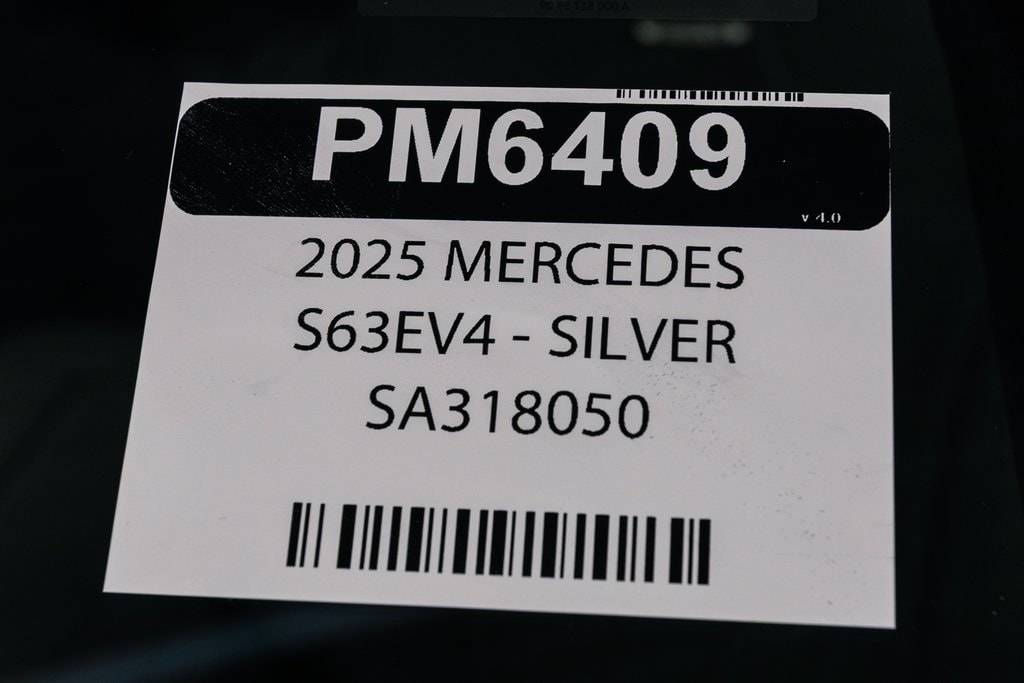 PM6409
v 4.0
2025 MERCEDES
S63EV4 - SILVER
SA318050